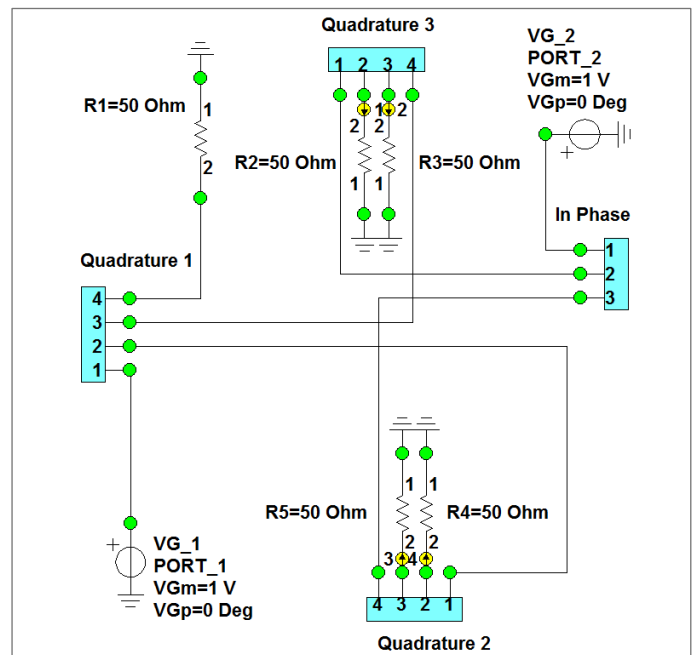 Quadrature 3
1 2 3 4
VG_2
PORT_2
VGm=1 V
VGp=0 Deg
+
R1=50 Ohm
1
2
1 2
2 2
R2=50 Ohm
R3=50 Ohm
1 1
In Phase
1
2
3
Quadrature 1
4
3
2
1
1 1
R5=50 Ohm
R4=50 Ohm
2 2
3 4
+
VG_1
PORT_1
VGm=1 V
VGp=0 Deg
4 3 2 1
Quadrature 2